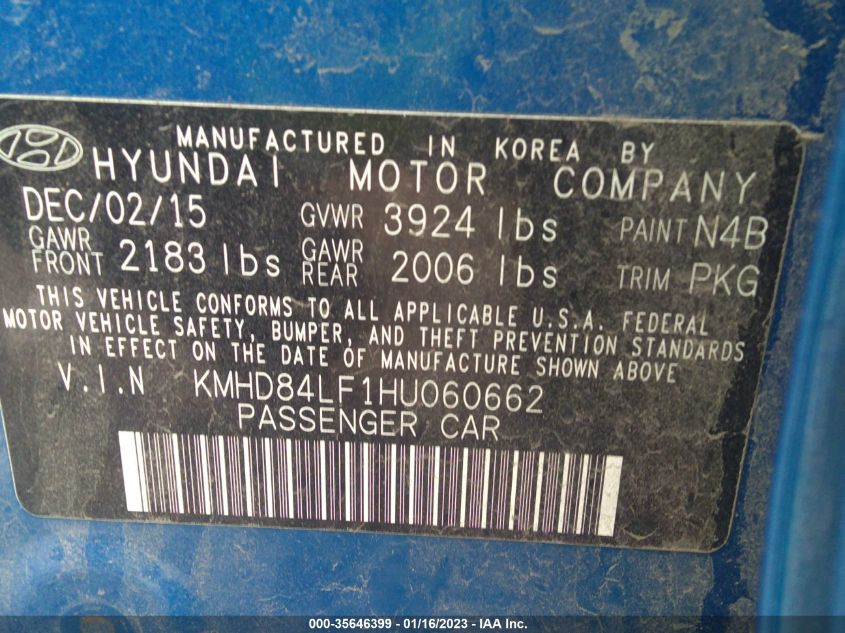 MANUFACTURED IN KOREA BY
HYUNDAI MOTOR COMPANY
DEC/02/15 GVWR 3924 lbs PAINT N4B
GAWR FRONT 2183 lbs GAWR REAR 2006 lbs TRIM PKG
THIS VEHICLE CONFORMS TO ALL APPLICABLE U.S.A. FEDERAL
MOTOR VEHICLE SAFETY, BUMPER, AND THEFT PREVENTION STANDARDS
IN EFFECT ON THE DATE OF MANUFACTURE SHOWN ABOVE.
V.I.N KMHD84LF1HU060662
PASSENGER CAR
000-35646399 - 01/16/2023 - IAA Inc.